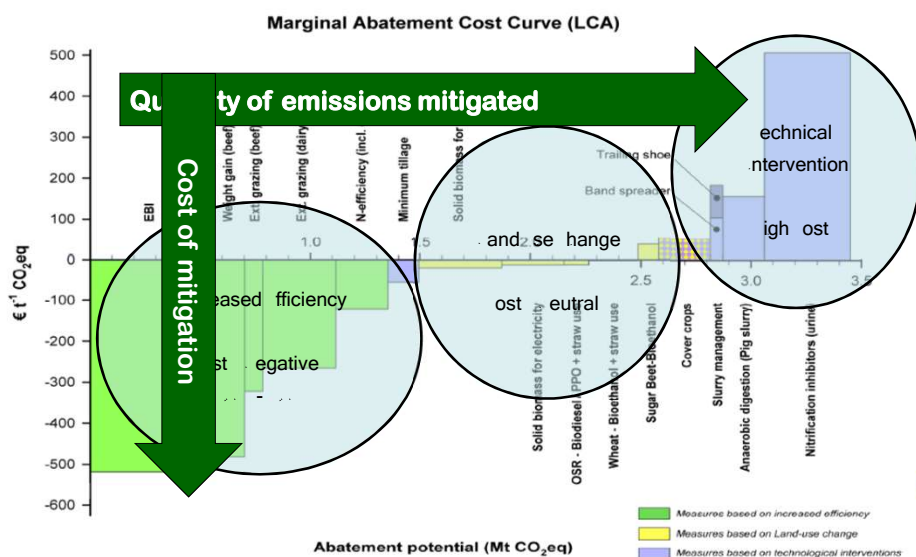 Marginal Abatement Cost Curve (LCA)
500
400
300
200
100
0
-100
-200
-300
-400
-500
-600
€ t⁻¹ CO₂eq
of emissions mitigated
Cost of mitigation
EBI
Weight gain (beef)
Ext. grazing (beef)
Ext. grazing (dairy
N-efficiency (incl.
Minimum tillage
Solid biomass for
Trailing shoe
Band spreader
echnical
ntervention
igh ost
1.0
1.5
2.0
2.5
3.0
3.5
and se hange
ost eutral
eased fficiency
st egative
Solid biomass for electricity
OSR - Biodiesel / PPO + straw use
Wheat - Bioethanol + straw use
Sugar Beet-Bioethanol
Cover crops
Slurry management
Anaerobic digestion (Pig slurry)
Nitrification inhibitors (urine)
Measures based on increased efficiency
Measures based on Land-use change
Measures based on technological interventions
Abatement potential (Mt CO₂eq)